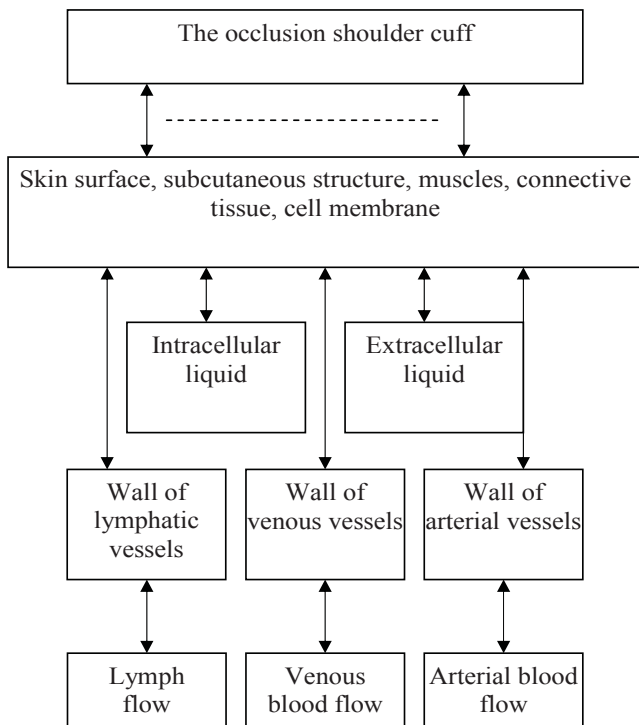 The occlusion shoulder cuff
Skin surface, subcutaneous structure, muscles, connective
tissue, cell membrane
Intracellular
liquid
Extracellular
liquid
Wall of
lymphatic
vessels
Wall of
venous vessels
Wall of
arterial vessels
Lymph
flow
Venous
blood flow
Arterial blood
flow